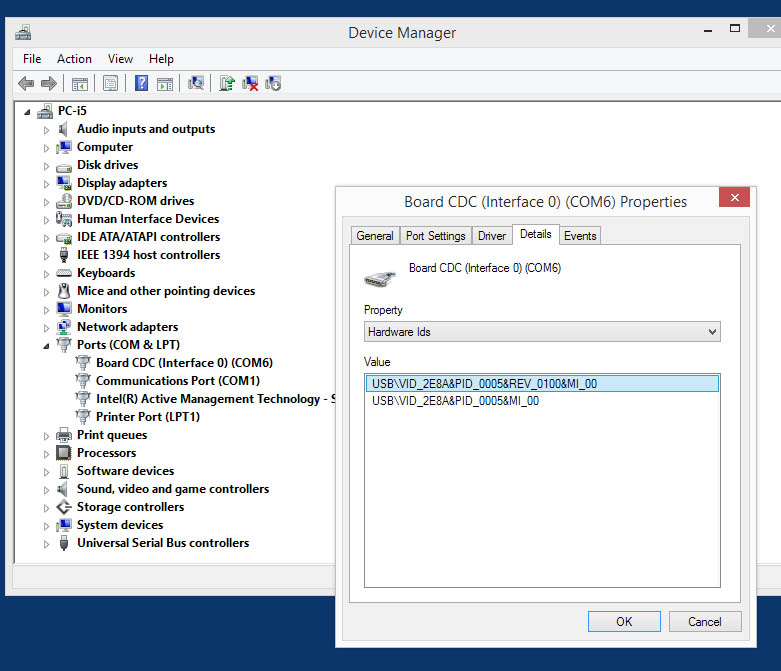 Device Manager
File Action View Help
PC-i5
Audio inputs and outputs
Computer
Disk drives
Display adapters
DVD/CD-ROM drives
Human Interface Devices
IDE ATA/ATAPI controllers
IEEE 1394 host controllers
Keyboards
Mice and other pointing devices
Monitors
Network adapters
Ports (COM & LPT)
Board CDC (Interface 0) (COM6)
Communications Port (COM1)
Intel(R) Active Management Technology - S
Printer Port (LPT1)
Print queues
Processors
Software devices
Sound, video and game controllers
Storage controllers
System devices
Universal Serial Bus controllers
Board CDC (Interface 0) (COM6) Properties
General Port Settings Driver Details Events
Board CDC (Interface 0) (COM6)
Property
Hardware Ids
Value
USB\VID_2E8A&PID_0005&REV_0100&MI_00
USB\VID_2E8A&PID_0005&MI_00
OK Cancel